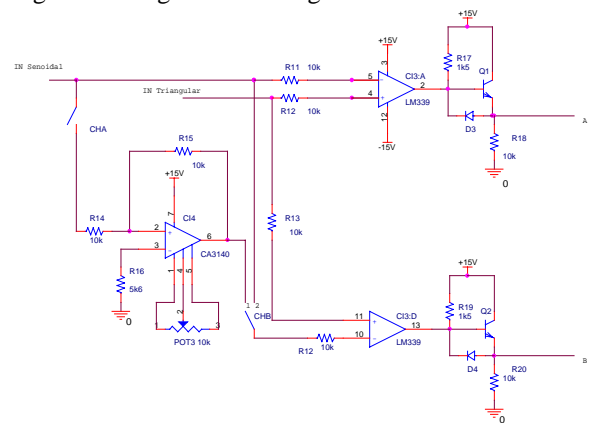 +15V
+15V
IN Senoidal
R11
10k
3
R17
1k5
Q1
IN Triangular
5
-
CI3:A
2
4
+
LM339
R12
10k
12
D3
A
CHA
-15V
R18
10k
0
R15
10k
+15V
7
CI4
R14
10k
2
+
6
3
-
CA3140
R13
10k
R16
5k6
1
4
5
0
2
1
3
POT3 10k
1 2
CHB
+15V
R19
1k5
Q2
11
+
CI3:D
13
10
-
LM339
R12
10k
D4
B
R20
10k
0